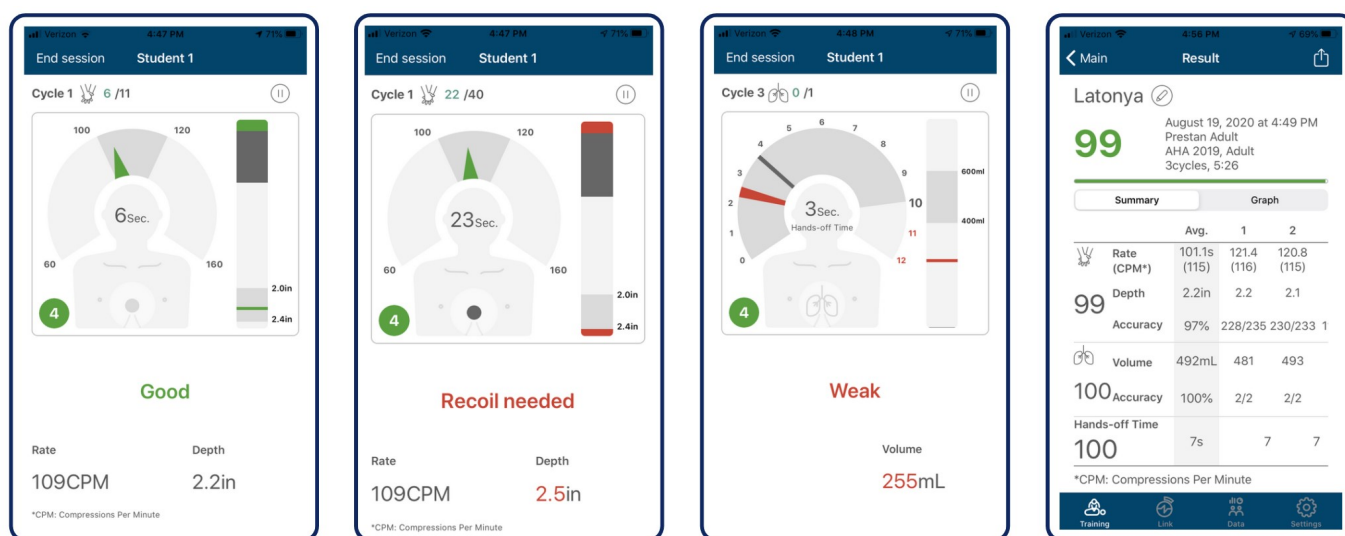 Verizon 4:47 PM 71%
End session Student 1
Cycle 1 6 /11
100 120
6Sec.
60 160
2.0in
4
2.4in
Good
Rate Depth
109CPM 2.2in
*CPM: Compressions Per Minute
Verizon 4:47 PM 71%
End session Student 1
Cycle 1 22 /40
100 120
23Sec.
60 160
2.0in
4
2.4in
Recoil needed
Rate Depth
109CPM 2.5in
*CPM: Compressions Per Minute
Verizon 4:48 PM 71%
End session Student 1
Cycle 3 0 /1
0 1 2 3 4 5 6 7 8 9 10 11 12
600ml
400ml
3Sec.
Hands-off Time
4
Weak
Volume
255mL
Verizon 4:56 PM 69%
Main Result
Latonya
99
August 19, 2020 at 4:49 PM
Prestan Adult
AHA 2019, Adult
3cycles, 5:26
Summary Graph
Avg. 1 2
Rate 101.1s 121.4 120.8
(CPM*) (115) (116) (115)
99
Depth 2.2in 2.2 2.1
Accuracy 97% 228/235 230/233 1
Volume 492mL 481 493
100
Accuracy 100% 2/2 2/2
Hands-off Time
100 7s 7 7
*CPM: Compressions Per Minute
Training Link Data Settings